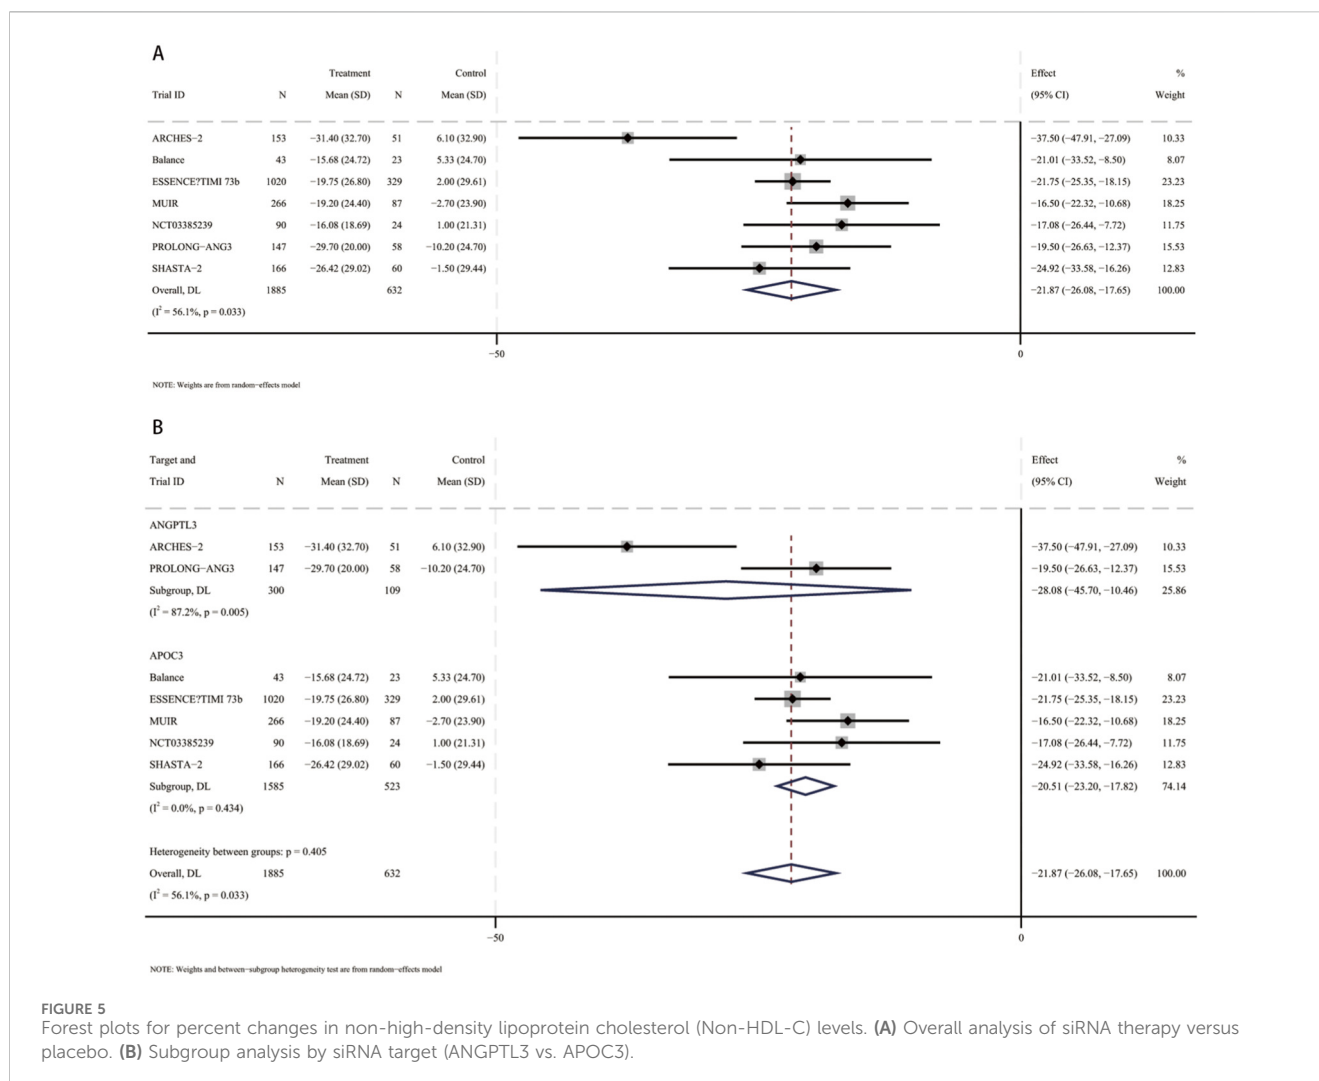 A
Treatment Control Effect %
Trial ID N Mean (SD) N Mean (SD) (95% CI) Weight
ARCHES−2 153 −31.40 (32.70) 51 6.10 (32.90) −37.50 (−47.91, −27.09) 10.33
Balance 43 −15.68 (24.72) 23 5.33 (24.70) −21.01 (−33.52, −8.50) 8.07
ESSENCE?TIMI 73b 1020 −19.75 (26.80) 329 2.00 (29.61) −21.75 (−25.35, −18.15) 23.23
MUIR 266 −19.20 (24.40) 87 −2.70 (23.90) −16.50 (−22.32, −10.68) 18.25
NCT03385239 90 −16.08 (18.69) 24 1.00 (21.31) −17.08 (−26.44, −7.72) 11.75
PROLONG−ANG3 147 −29.70 (20.00) 58 −10.20 (24.70) −19.50 (−26.63, −12.37) 15.53
SHASTA−2 166 −26.42 (29.02) 60 −1.50 (29.44) −24.92 (−33.58, −16.26) 12.83
Overall, DL 1885 632 −21.87 (−26.08, −17.65) 100.00
(I² = 56.1%, p = 0.033)
−50 0
NOTE: Weights are from random−effects model
B
Target and Treatment Control Effect %
Trial ID N Mean (SD) N Mean (SD) (95% CI) Weight
ANGPTL3
ARCHES−2 153 −31.40 (32.70) 51 6.10 (32.90) −37.50 (−47.91, −27.09) 10.33
PROLONG−ANG3 147 −29.70 (20.00) 58 −10.20 (24.70) −19.50 (−26.63, −12.37) 15.53
Subgroup, DL 300 109 −28.08 (−45.70, −10.46) 25.86
(I² = 87.2%, p = 0.005)
APOC3
Balance 43 −15.68 (24.72) 23 5.33 (24.70) −21.01 (−33.52, −8.50) 8.07
ESSENCE?TIMI 73b 1020 −19.75 (26.80) 329 2.00 (29.61) −21.75 (−25.35, −18.15) 23.23
MUIR 266 −19.20 (24.40) 87 −2.70 (23.90) −16.50 (−22.32, −10.68) 18.25
NCT03385239 90 −16.08 (18.69) 24 1.00 (21.31) −17.08 (−26.44, −7.72) 11.75
SHASTA−2 166 −26.42 (29.02) 60 −1.50 (29.44) −24.92 (−33.58, −16.26) 12.83
Subgroup, DL 1585 523 −20.51 (−23.20, −17.82) 74.14
(I² = 0.0%, p = 0.434)
Heterogeneity between groups: p = 0.405
Overall, DL 1885 632 −21.87 (−26.08, −17.65) 100.00
(I² = 56.1%, p = 0.033)
−50 0
NOTE: Weights and between−subgroup heterogeneity test are from random−effects model
FIGURE 5
Forest plots for percent changes in non-high-density lipoprotein cholesterol (Non-HDL-C) levels. (A) Overall analysis of siRNA therapy versus
placebo. (B) Subgroup analysis by siRNA target (ANGPTL3 vs. APOC3).